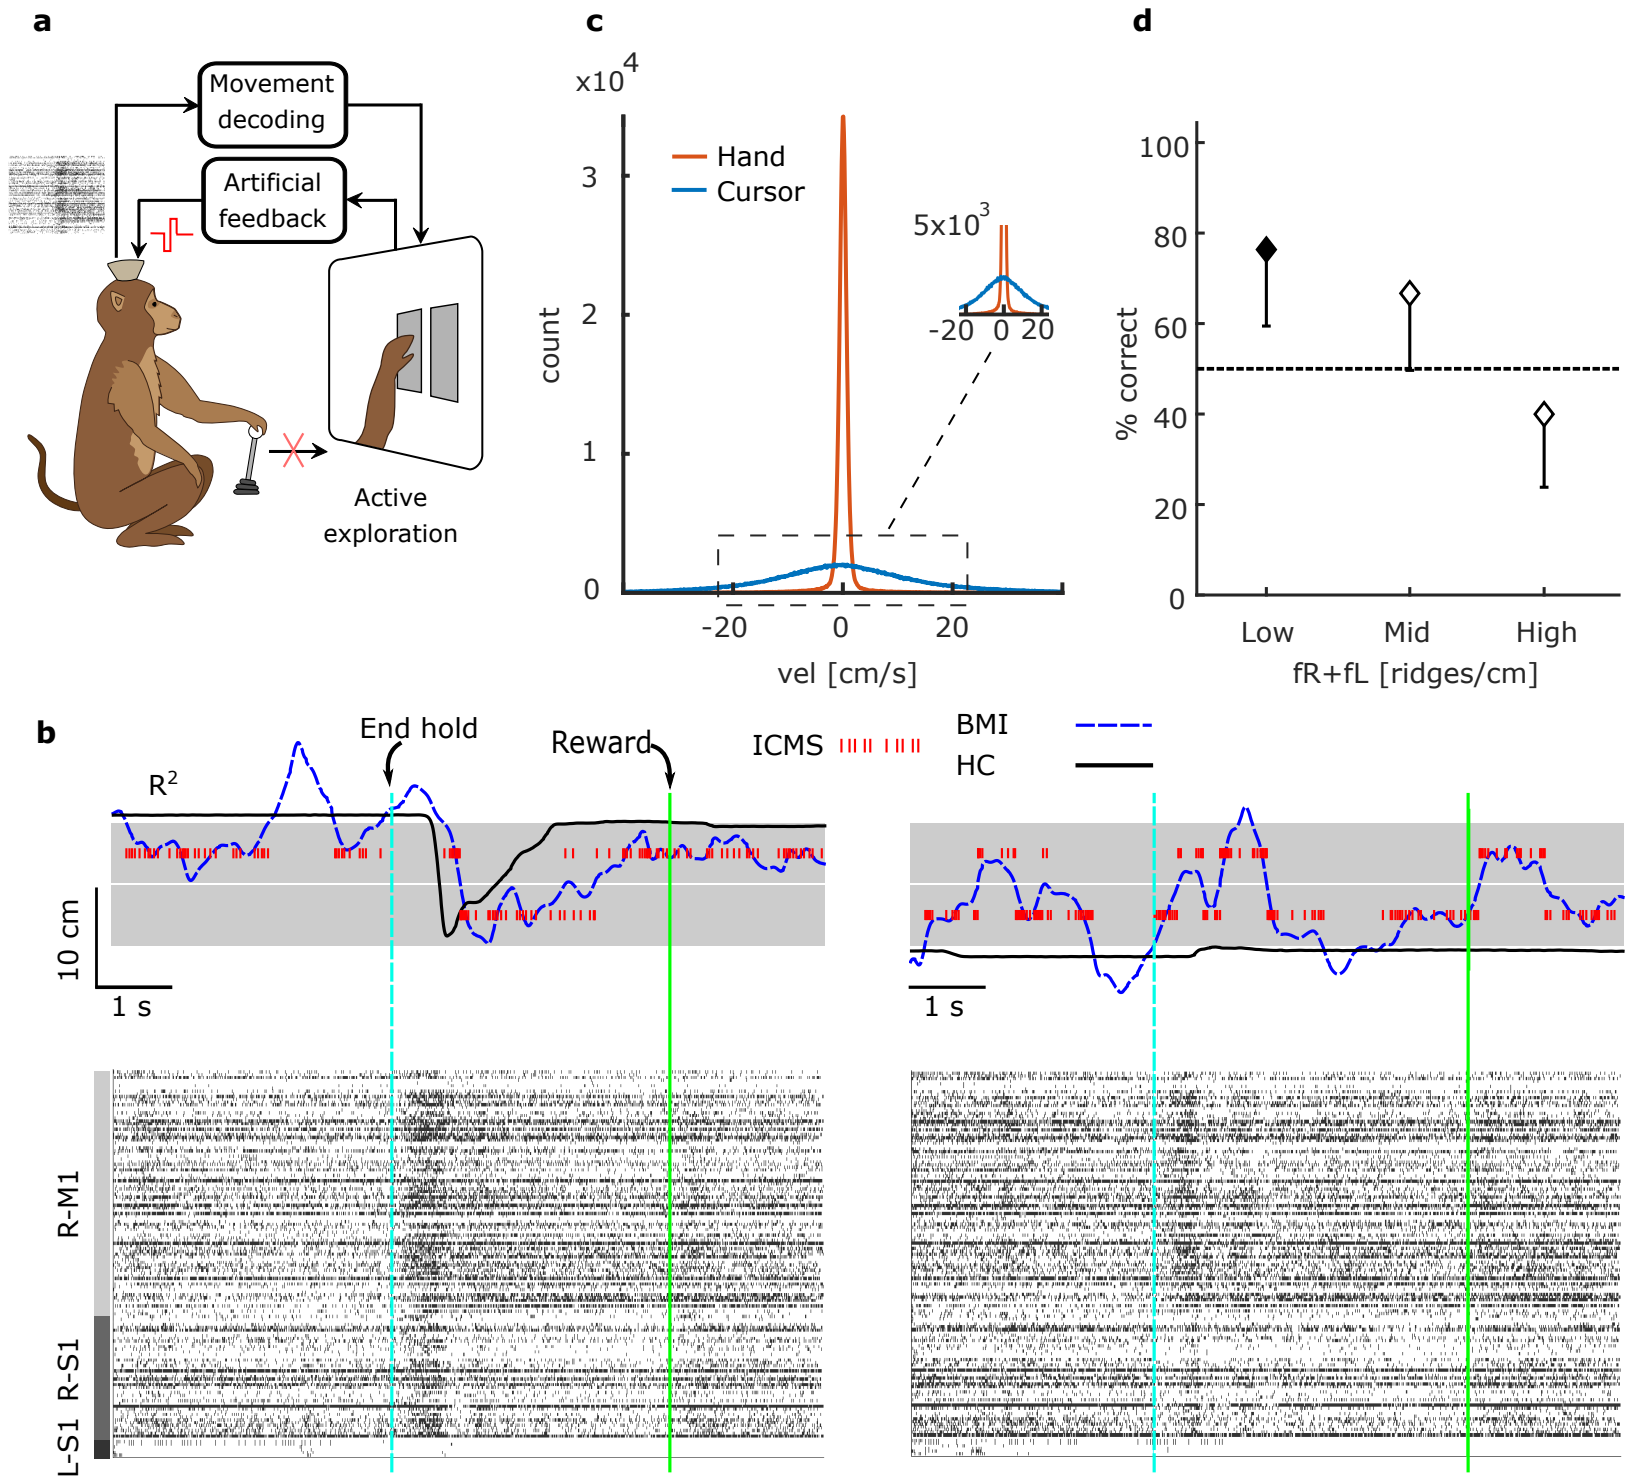 a
Movement
decoding
Artificial
feedback
Active
exploration
c
x10^4
count
3
2
1
0
Hand
Cursor
5x10^3
-20 0 20
-20 0 20
vel [cm/s]
d
% correct
100
80
60
40
20
0
Low Mid High
fR+fL [ridges/cm]
b
R^2
End hold
Reward
ICMS
BMI
HC
10 cm
1 s
1 s
R-M1
R-S1
L-S1